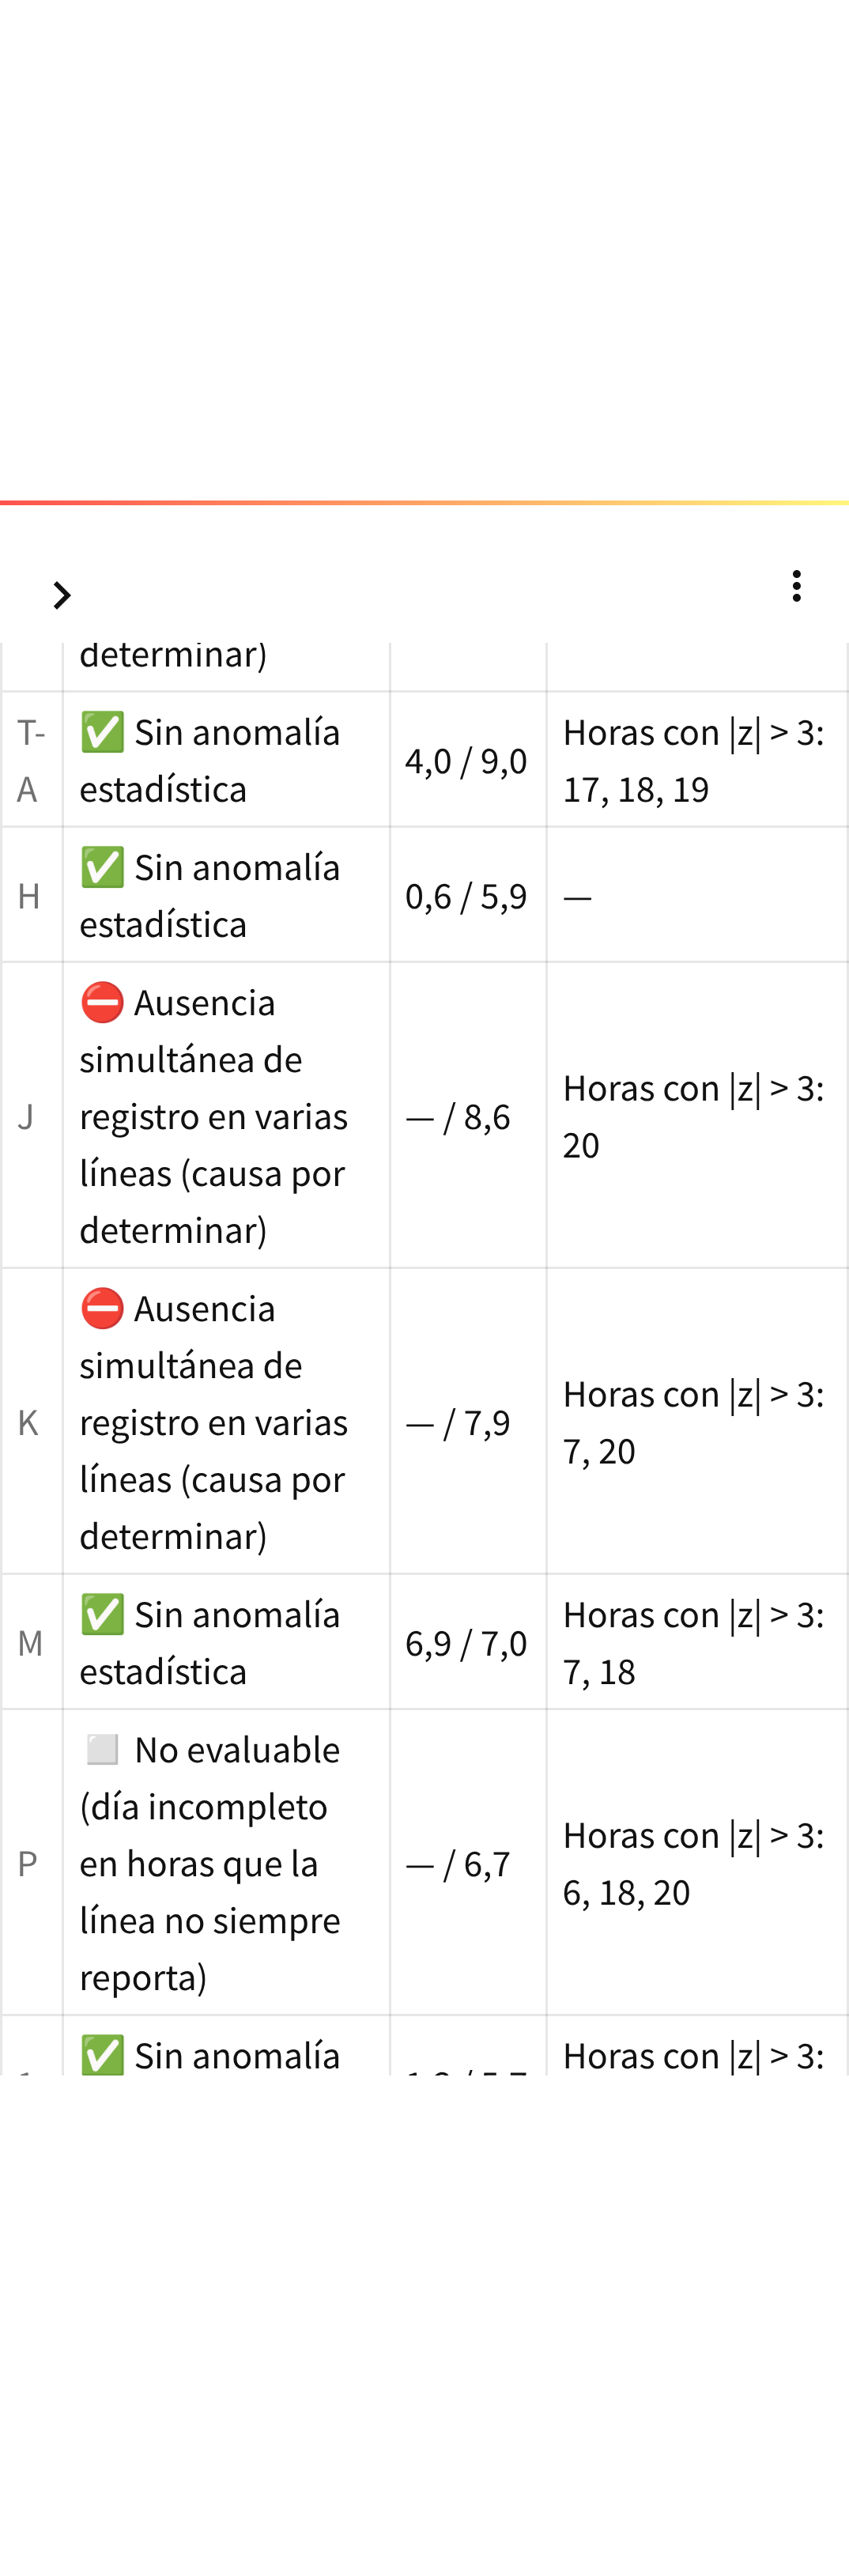 determinar)
T-
A
✅ Sin anomalía
estadística
4,0 / 9,0
Horas con |z| > 3:
17, 18, 19
H
✅ Sin anomalía
estadística
0,6 / 5,9
—
J
⛔ Ausencia
simultánea de
registro en varias
líneas (causa por
determinar)
— / 8,6
Horas con |z| > 3:
20
K
⛔ Ausencia
simultánea de
registro en varias
líneas (causa por
determinar)
— / 7,9
Horas con |z| > 3:
7, 20
M
✅ Sin anomalía
estadística
6,9 / 7,0
Horas con |z| > 3:
7, 18
P
◻️ No evaluable
(día incompleto
en horas que la
línea no siempre
reporta)
— / 6,7
Horas con |z| > 3:
6, 18, 20
✅ Sin anomalía
Horas con |z| > 3: